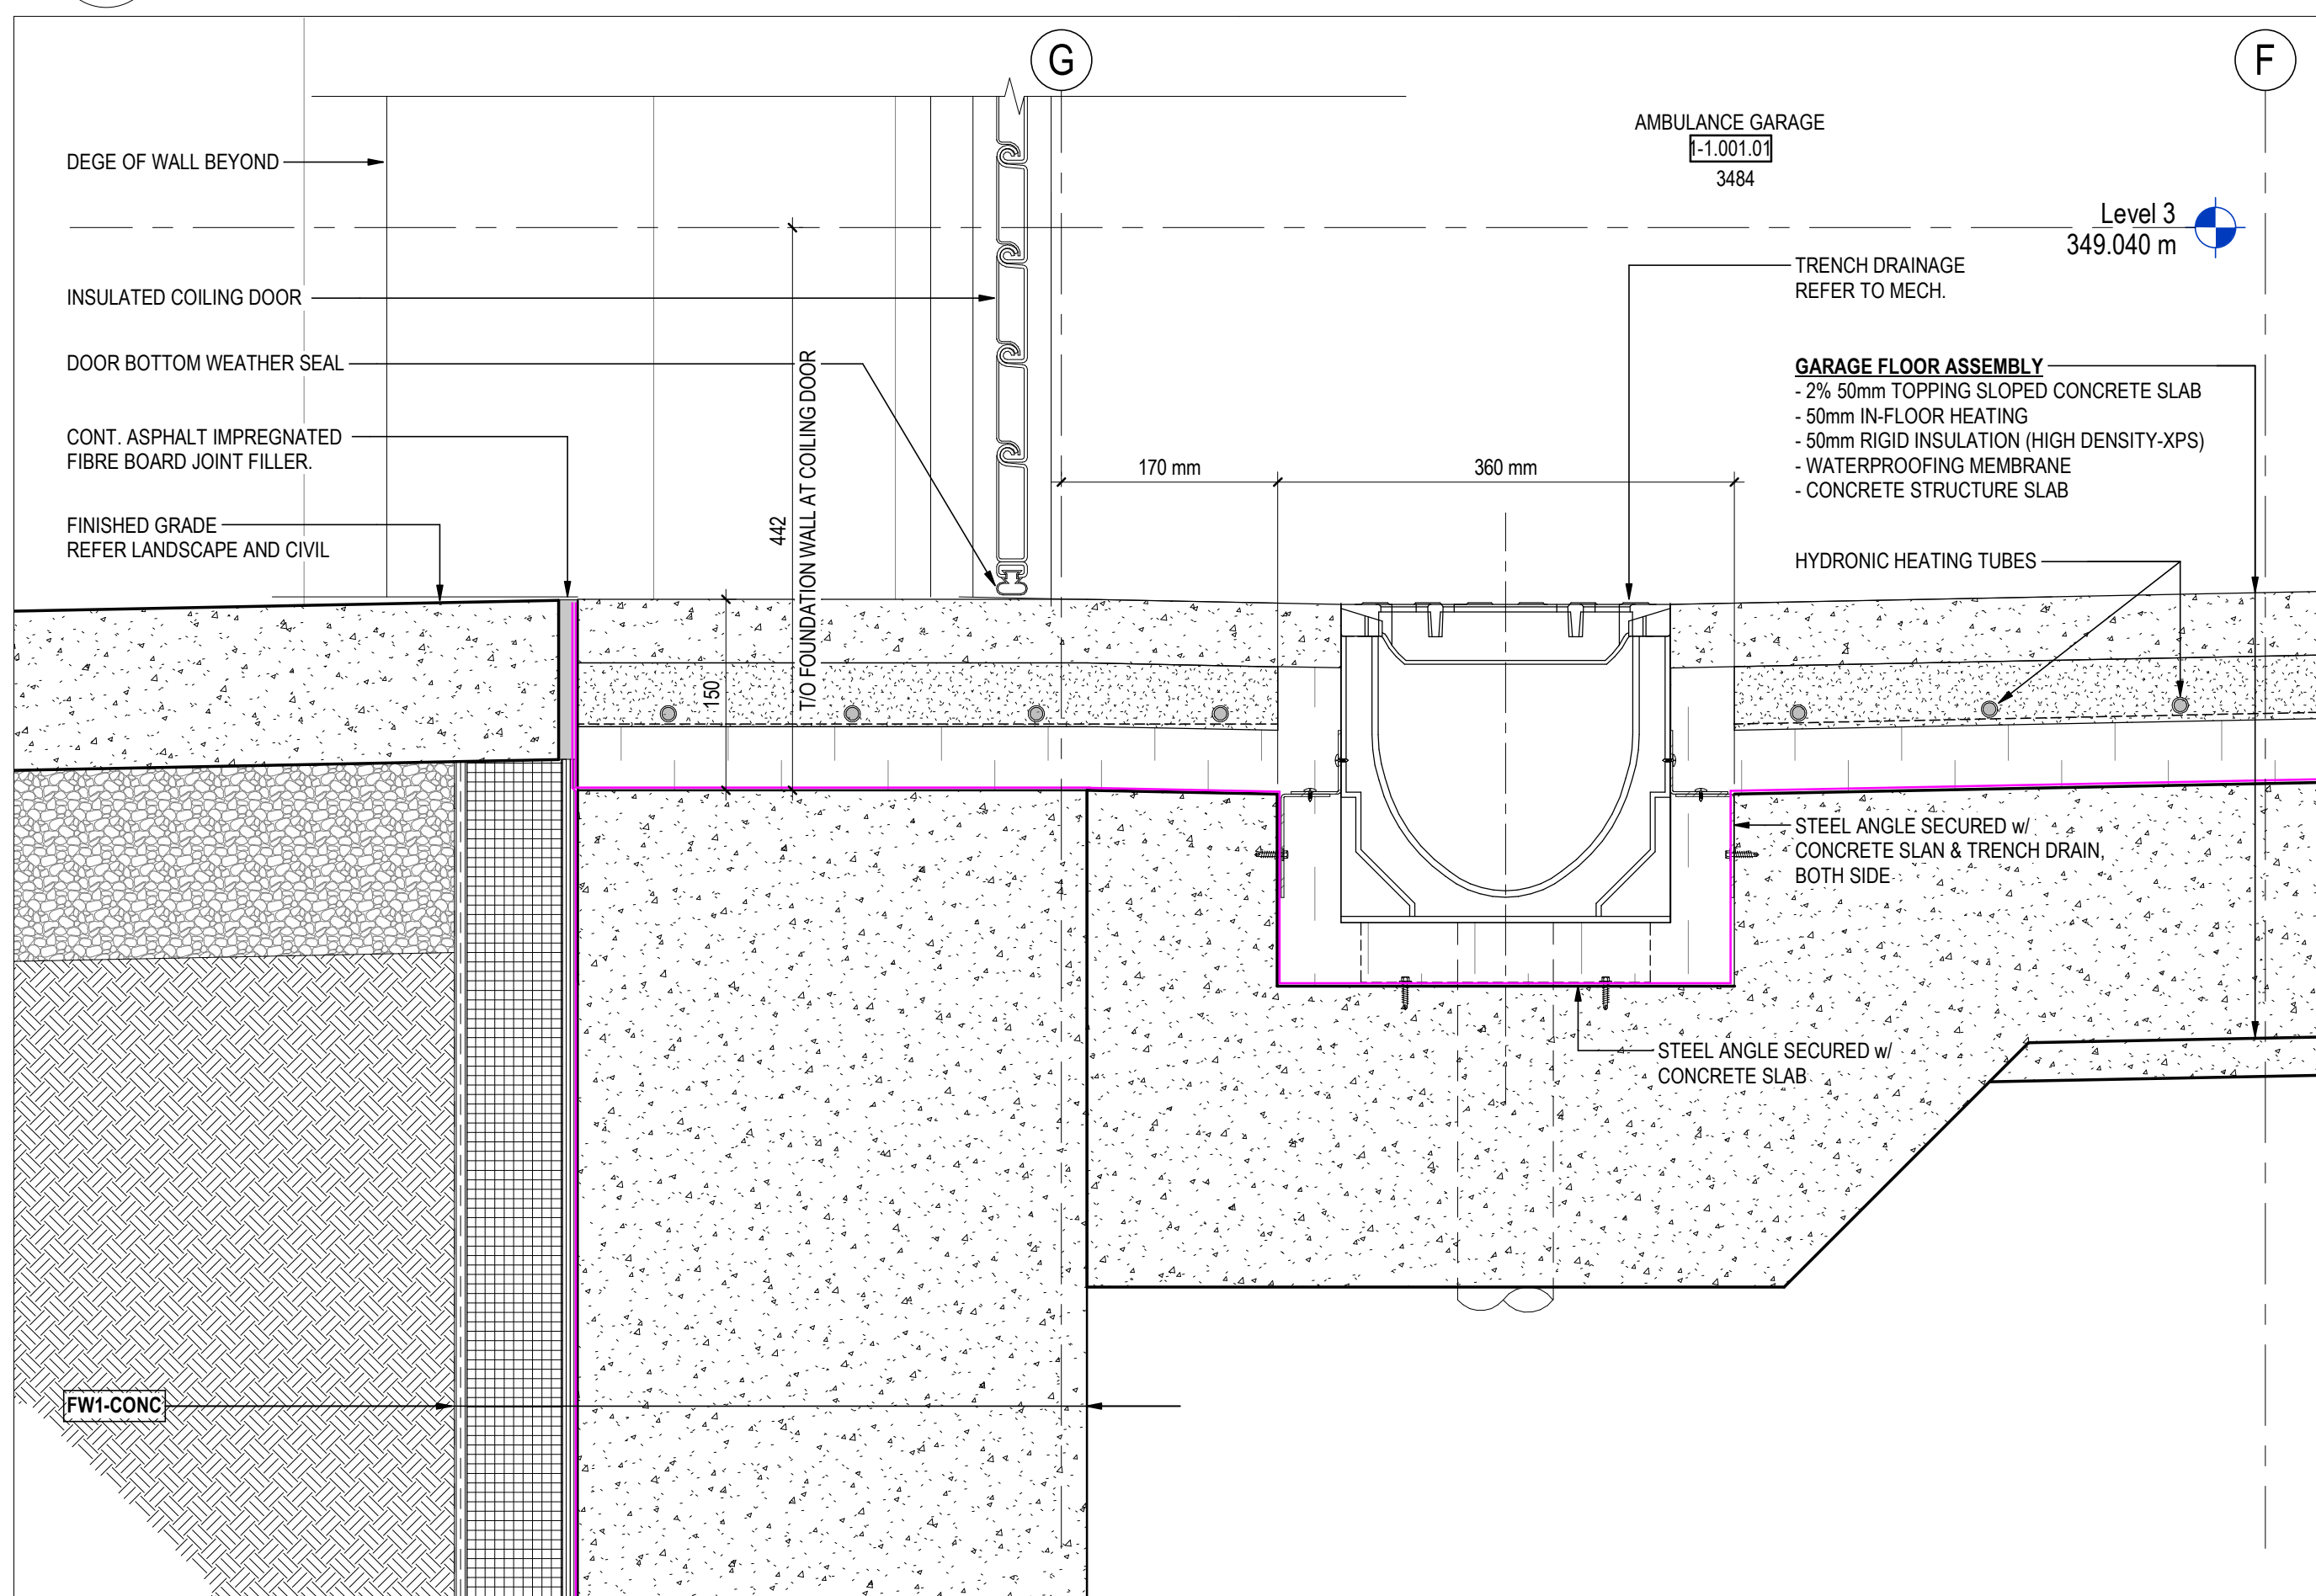 G
F
AMBULANCE GARAGE
1-1.001.01
3484
DEGE OF WALL BEYOND
Level 3
349.040 m
INSULATED COILING DOOR
TRENCH DRAINAGE
REFER TO MECH.
DOOR BOTTOM WEATHER SEAL
GARAGE FLOOR ASSEMBLY
- 2% 50mm TOPPING SLOPED CONCRETE SLAB
- 50mm IN-FLOOR HEATING
- 50mm RIGID INSULATION (HIGH DENSITY-XPS)
- WATERPROOFING MEMBRANE
- CONCRETE STRUCTURE SLAB
CONT. ASPHALT IMPREGNATED
FIBRE BOARD JOINT FILLER.
170 mm
360 mm
442
T/O FOUNDATION WALL AT COILING DOOR
FINISHED GRADE
REFER LANDSCAPE AND CIVIL
HYDRONIC HEATING TUBES
150
STEEL ANGLE SECURED w/
CONCRETE SLAN & TRENCH DRAIN,
BOTH SIDE
STEEL ANGLE SECURED w/
CONCRETE SLAB
FW1-CONC